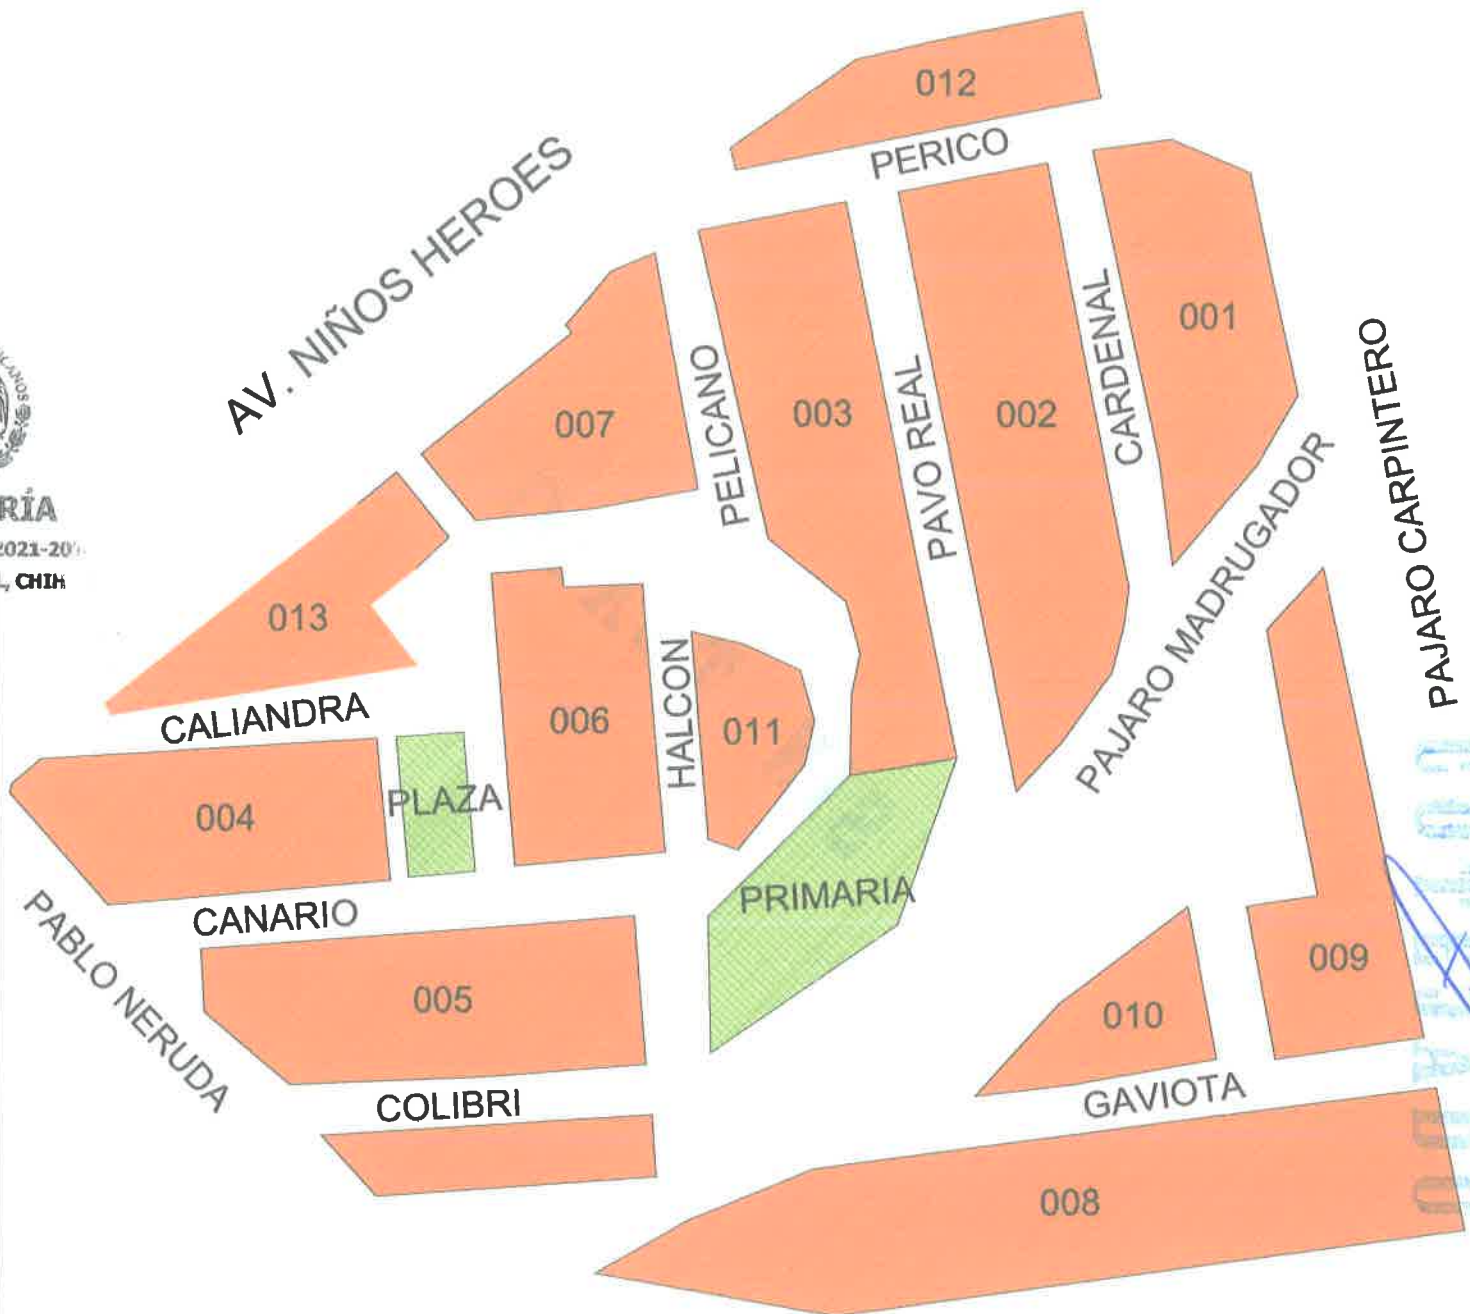 012
PERICO
AV. NIÑOS HEROES
001
CARDENAL
PAJARO CARPINTERO
007
PELICANO
003
PAVO REAL
002
RÍA
2021-20
, CHIH
PAJARO MADRUGADOR
013
CALIANDRA
006
HALCON
011
004
PLAZA
PRIMARIA
CANARIO
PABLO NERUDA
005
009
010
COLIBRI
GAVIOTA
008